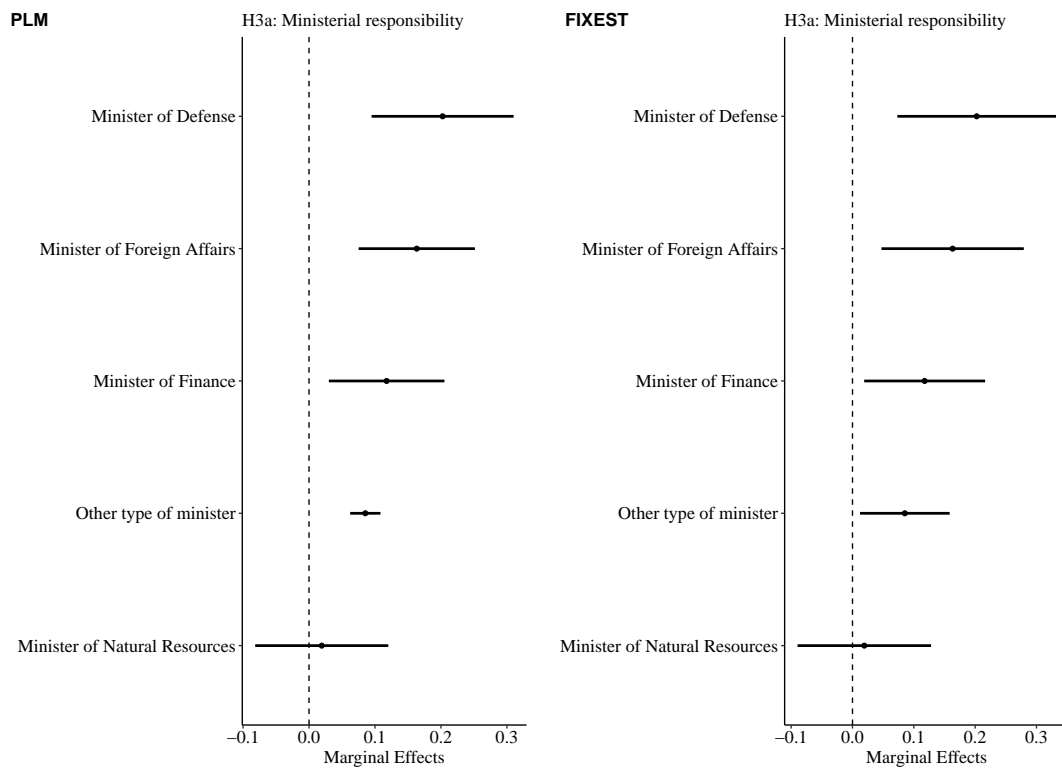 PLM
H3a: Ministerial responsibility
Minister of Defense
Minister of Foreign Affairs
Minister of Finance
Other type of minister
Minister of Natural Resources
−0.1 0.0 0.1 0.2 0.3
Marginal Effects
FIXEST
H3a: Ministerial responsibility
Minister of Defense
Minister of Foreign Affairs
Minister of Finance
Other type of minister
Minister of Natural Resources
−0.1 0.0 0.1 0.2 0.3
Marginal Effects